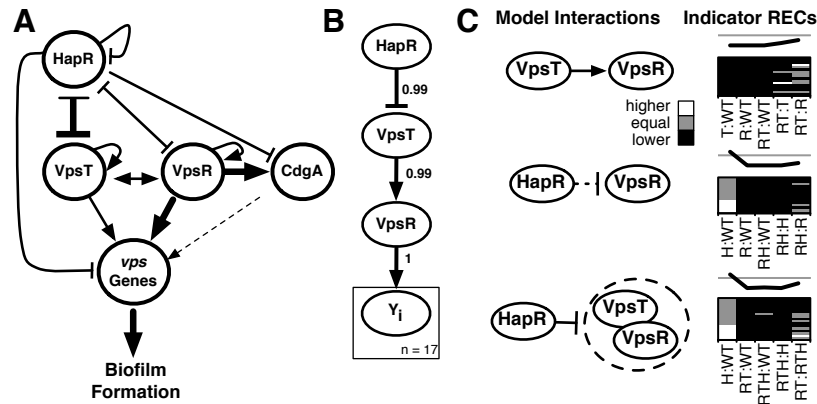 A
HapR
VpsT
VpsR
CdgA
vps
Genes
Biofilm
Formation
B
HapR
0.99
VpsT
0.99
VpsR
1
Yi
n = 17
C
Model Interactions
Indicator RECs
VpsT
VpsR
higher
equal
lower
T:WT
R:WT
RT:WT
RT:T
RT:R
HapR
VpsR
H:WT
R:WT
RH:WT
RH:H
RH:R
HapR
VpsT
VpsR
H:WT
RT:WT
RTH:WT
RTH:H
RT:RTH